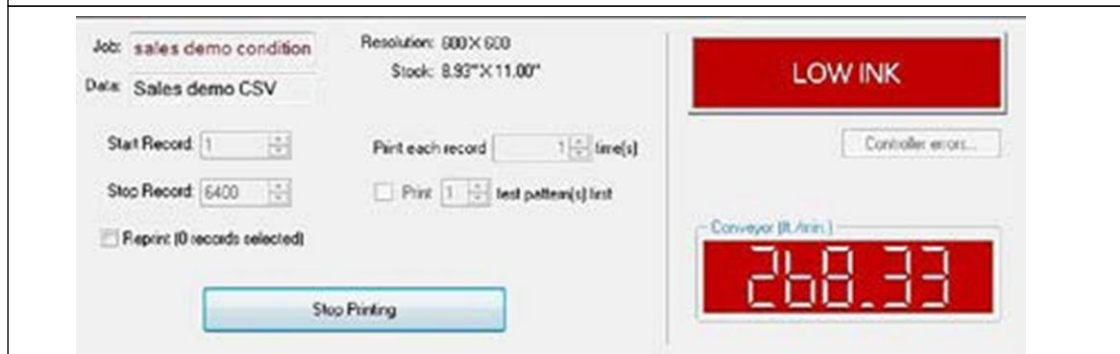 Job: sales demo condition
Data: Sales demo CSV
Resolution: 600 X 600
Stock: 8.93" X 11.00"
Start Record: 1
Stop Record: 6400
Reprint (0 records selected)
Print each record 1 time(s)
Print 1 test pattern(s) first
Stop Printing
LOW INK
Controller errors...
Conveyor (ft./min.)
268.33